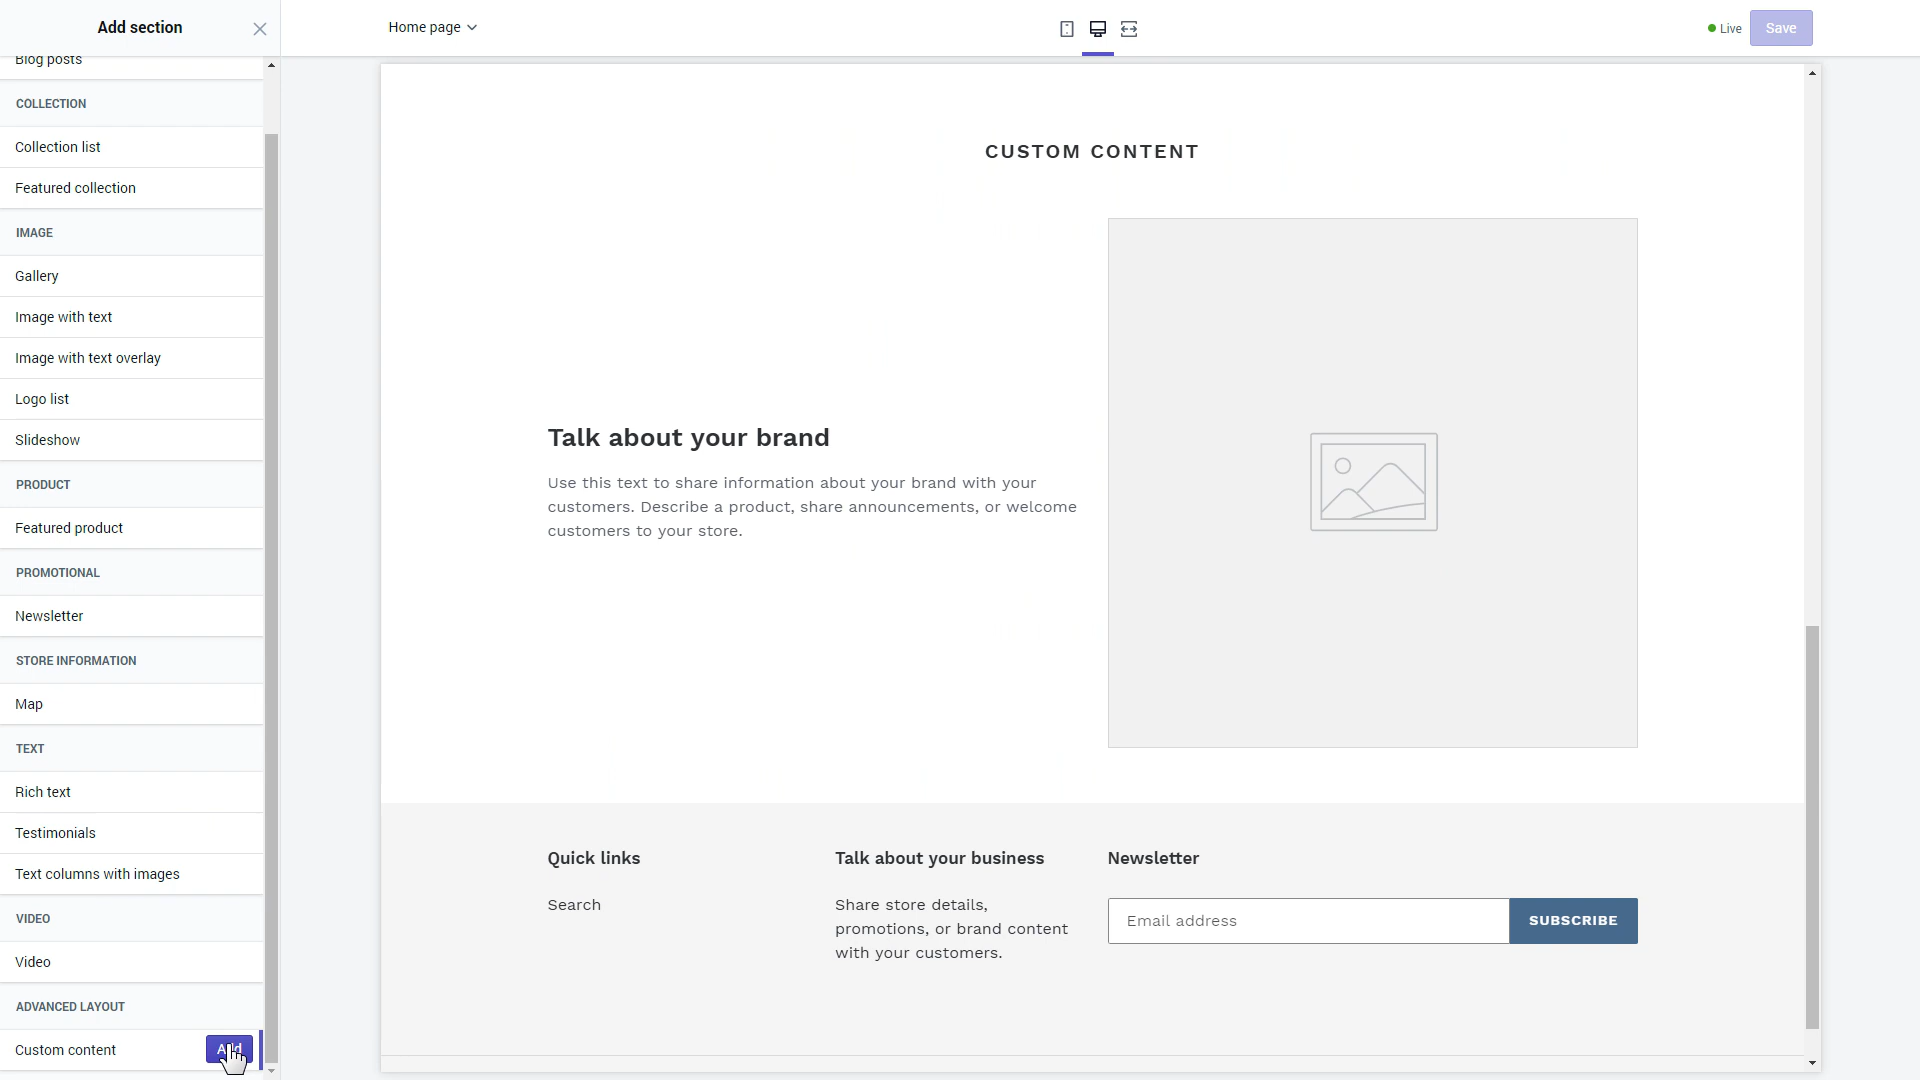 Add section
Home page
Live
Save
Blog posts
COLLECTION
Collection list
Featured collection
IMAGE
Gallery
Image with text
Image with text overlay
Logo list
Slideshow
PRODUCT
Featured product
PROMOTIONAL
Newsletter
STORE INFORMATION
Map
TEXT
Rich text
Testimonials
Text columns with images
VIDEO
Video
ADVANCED LAYOUT
Custom content
Add
CUSTOM CONTENT
Talk about your brand
Use this text to share information about your brand with your
customers. Describe a product, share announcements, or welcome
customers to your store.
Quick links
Search
Talk about your business
Share store details,
promotions, or brand content
with your customers.
Newsletter
Email address
SUBSCRIBE